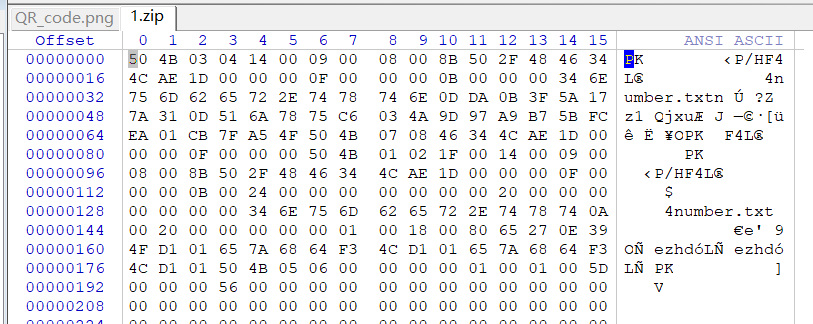 QR_code.png 1.zip
Offset 0 1 2 3 4 5 6 7 8 9 10 11 12 13 14 15 ANSI ASCII
00000000 50 4B 03 04 14 00 09 00 08 00 8B 50 2F 48 46 34 PK ‹P/HF4
00000016 4C AE 1D 00 00 00 0F 00 00 00 0B 00 00 00 34 6E L® 4n
00000032 75 6D 62 65 72 2E 74 78 74 6E 0D DA 0B 3F 5A 17 umber.txtn Ú ?Z
00000048 7A 31 0D 51 6A 78 75 C6 03 4A 9D 97 A9 B7 5B FC z1 QjxuÆ J —©·[ü
00000064 EA 01 CB 7F A5 4F 50 4B 07 08 46 34 4C AE 1D 00 ê Ë ¥OPK F4L®
00000080 00 00 0F 00 00 00 50 4B 01 02 1F 00 14 00 09 00 PK
00000096 08 00 8B 50 2F 48 46 34 4C AE 1D 00 00 00 0F 00 ‹P/HF4L®
00000112 00 00 0B 00 24 00 00 00 00 00 00 00 20 00 00 00 $
00000128 00 00 00 00 34 6E 75 6D 62 65 72 2E 74 78 74 0A 4number.txt
00000144 00 20 00 00 00 00 00 01 00 18 00 80 65 27 0E 39 €e' 9
00000160 4F D1 01 65 7A 68 64 F3 4C D1 01 65 7A 68 64 F3 OÑ ezhdóLÑ ezhdó
00000176 4C D1 01 50 4B 05 06 00 00 00 00 01 00 01 00 5D LÑ PK ]
00000192 00 00 00 56 00 00 00 00 00 00 00 00 00 00 00 00 V
00000208 00 00 00 00 00 00 00 00 00 00 00 00 00 00 00 00